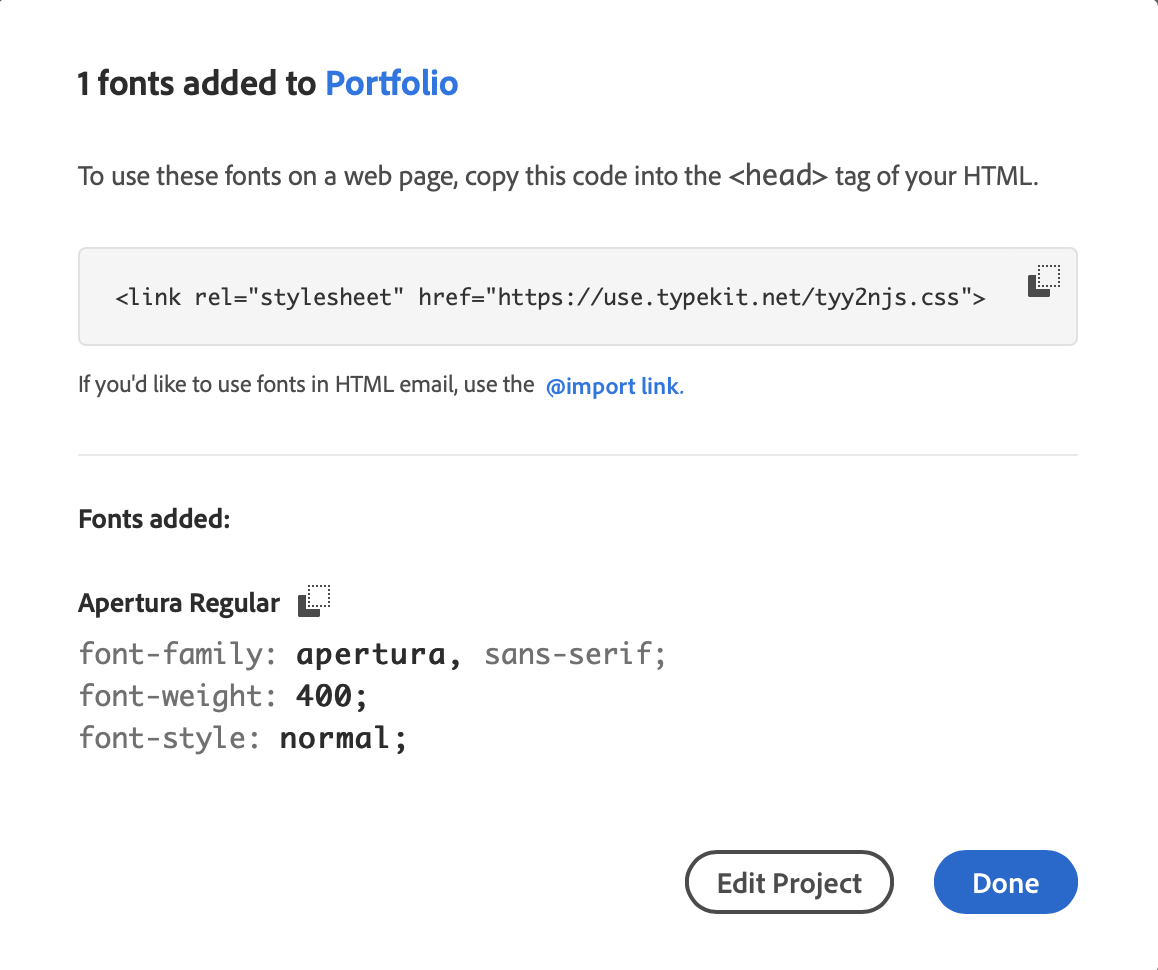 1 fonts added to Portfolio
To use these fonts on a web page, copy this code into the <head> tag of your HTML.
<link rel="stylesheet" href="https://use.typekit.net/tyy2njs.css">
If you'd like to use fonts in HTML email, use the @import link.
Fonts added:
Apertura Regular
font-family: apertura, sans-serif;
font-weight: 400;
font-style: normal;
Edit Project
Done